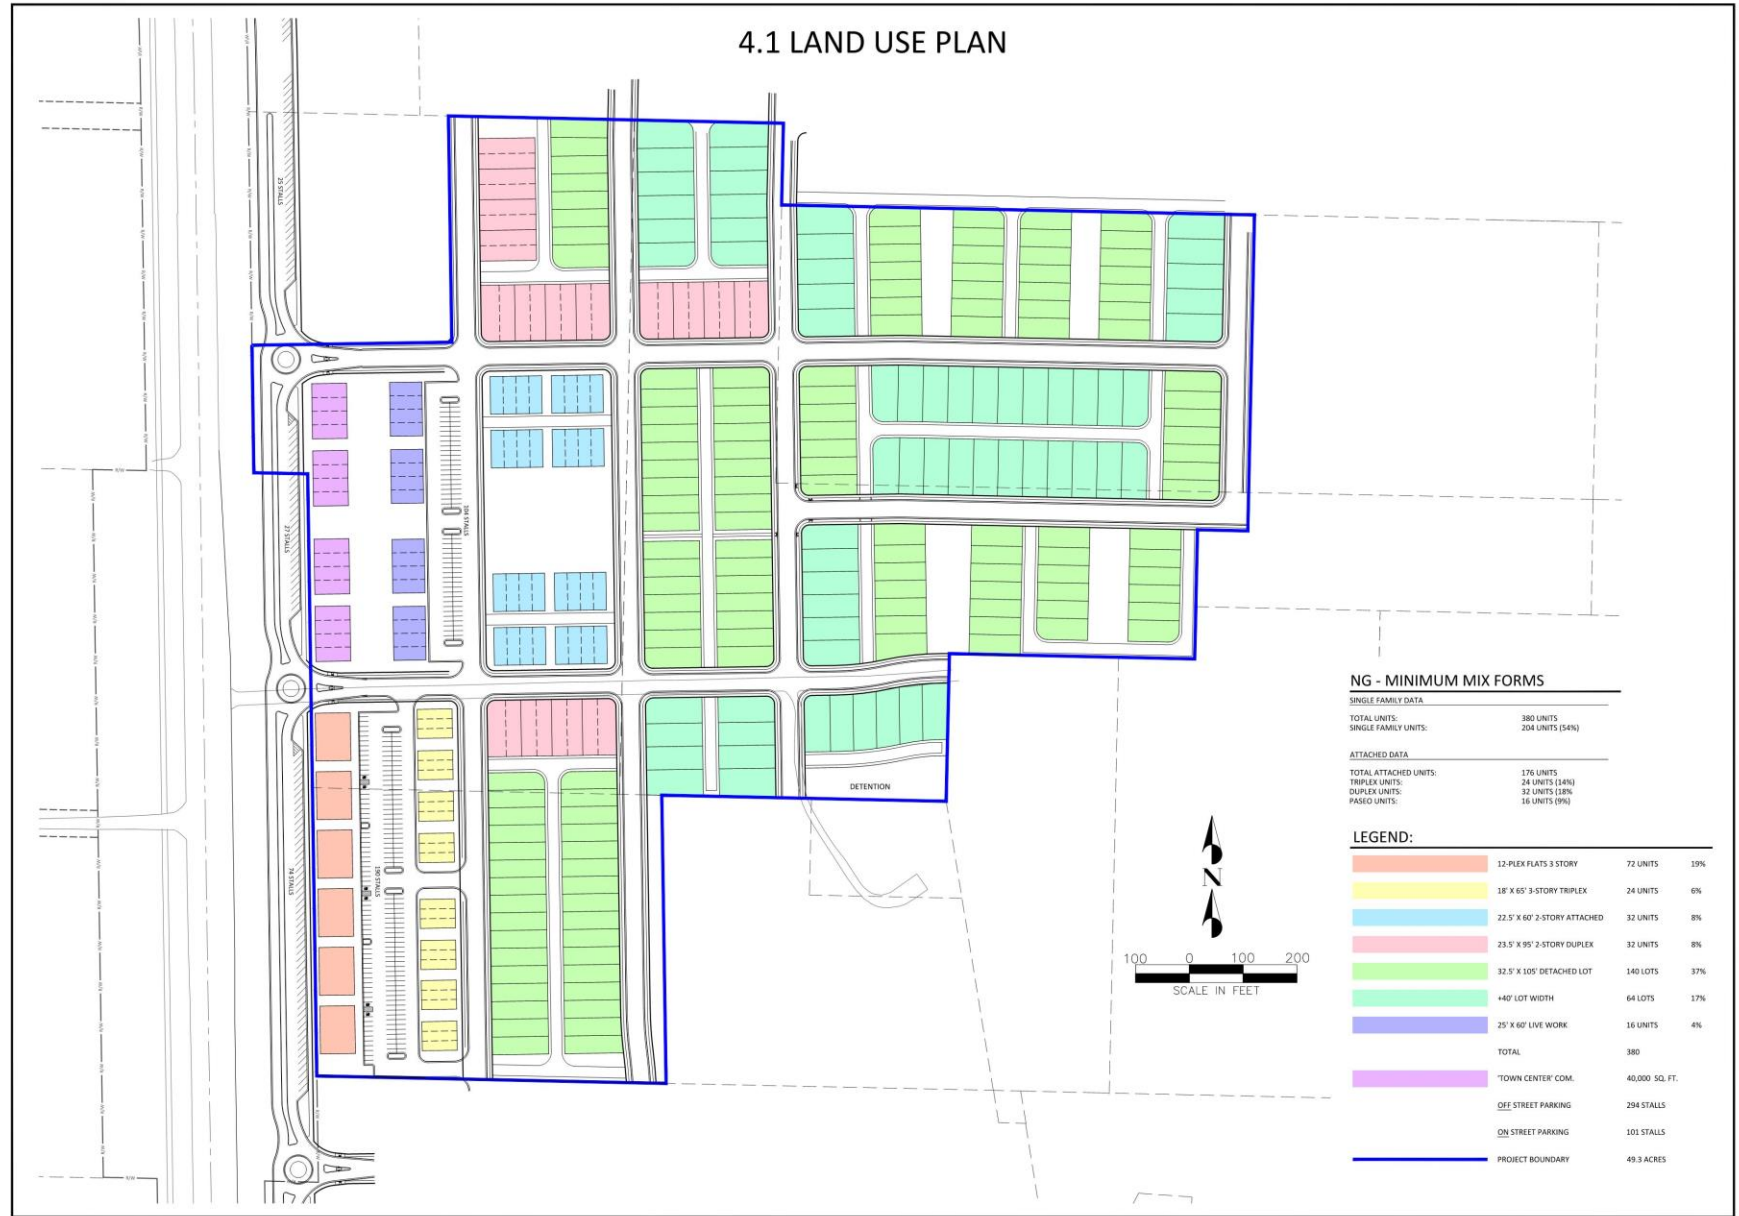 4.1 LAND USE PLAN
25 STALLS
27 STALLS
104 STALLS
74 STALLS
190 STALLS
DETENTION
NG - MINIMUM MIX FORMS
SINGLE FAMILY DATA
TOTAL UNITS: 380 UNITS
SINGLE FAMILY UNITS: 204 UNITS (54%)
ATTACHED DATA
TOTAL ATTACHED UNITS: 176 UNITS
TRIPLEX UNITS: 24 UNITS (14%)
DUPLEX UNITS: 32 UNITS (18%
PASEO UNITS: 16 UNITS (9%)
LEGEND:
12-PLEX FLATS 3 STORY 72 UNITS 19%
18' X 65' 3-STORY TRIPLEX 24 UNITS 6%
22.5' X 60' 2-STORY ATTACHED 32 UNITS 8%
23.5' X 95' 2-STORY DUPLEX 32 UNITS 8%
32.5' X 105' DETACHED LOT 140 LOTS 37%
+40' LOT WIDTH 64 LOTS 17%
25' X 60' LIVE WORK 16 UNITS 4%
TOTAL 380
'TOWN CENTER' COM. 40,000 SQ. FT.
OFF STREET PARKING 294 STALLS
ON STREET PARKING 101 STALLS
PROJECT BOUNDARY 49.3 ACRES
N
100 0 100 200
SCALE IN FEET